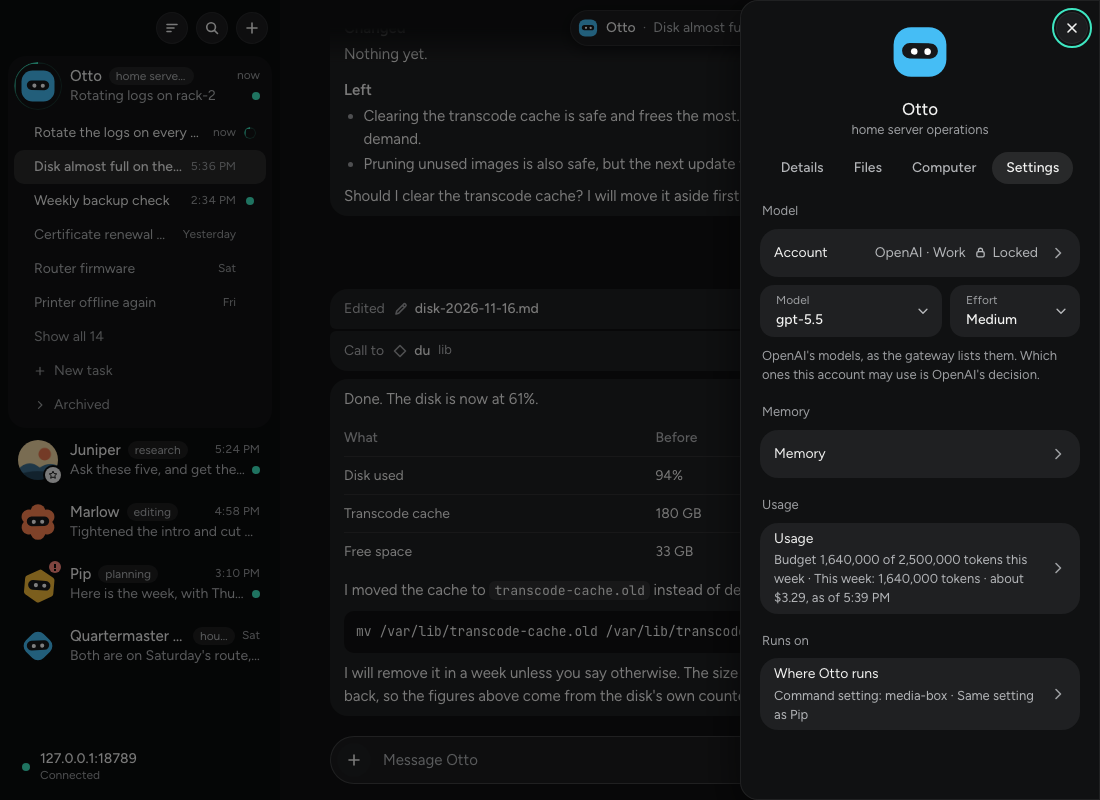 Otto
home serve...
now
Rotating logs on rack-2
Rotate the logs on every ...
now
Disk almost full on the...
5:36 PM
Weekly backup check
2:34 PM
Certificate renewal ...
Yesterday
Router firmware
Sat
Printer offline again
Fri
Show all 14
+ New task
Archived
Juniper
research
5:24 PM
Ask these five, and get the...
Marlow
editing
4:58 PM
Tightened the intro and cut ...
Pip
planning
3:10 PM
Here is the week, with Thu...
Quartermaster ...
hou...
Sat
Both are on Saturday's route,...
127.0.0.1:18789
Connected
Otto · Disk almost fu
Changed
Nothing yet.
Left
• Clearing the transcode cache is safe and frees the most.
demand.
• Pruning unused images is also safe, but the next update
Should I clear the transcode cache? I will move it aside first
Edited disk-2026-11-16.md
Call to du lib
Done. The disk is now at 61%.
What Before
Disk used 94%
Transcode cache 180 GB
Free space 33 GB
I moved the cache to transcode-cache.old instead of de
mv /var/lib/transcode-cache.old /var/lib/transcod
I will remove it in a week unless you say otherwise. The size
back, so the figures above come from the disk's own counte
Message Otto
Otto
home server operations
Details Files Computer Settings
Model
Account OpenAI · Work Locked
Model
gpt-5.5
Effort
Medium
OpenAI's models, as the gateway lists them. Which
ones this account may use is OpenAI's decision.
Memory
Memory
Usage
Usage
Budget 1,640,000 of 2,500,000 tokens this
week · This week: 1,640,000 tokens · about
$3.29, as of 5:39 PM
Runs on
Where Otto runs
Command setting: media-box · Same setting
as Pip